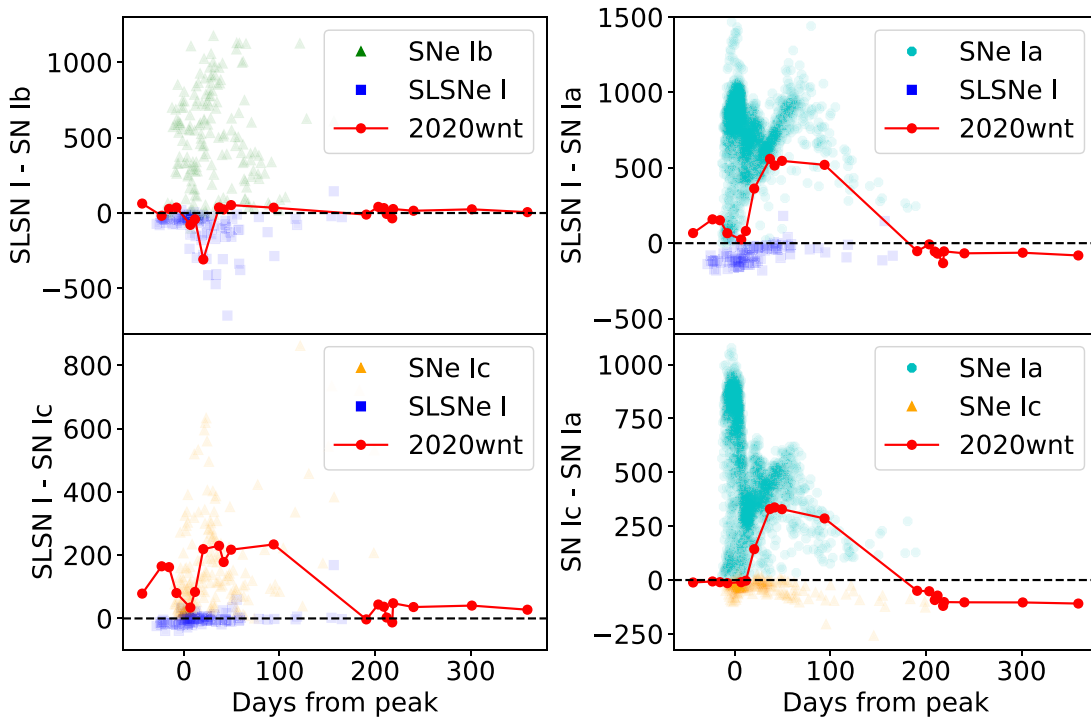 SLSN I - SN Ib
1000
500
0
−500
SNe Ib
SLSNe I
2020wnt
SLSN I - SN Ia
1500
1000
500
0
−500
SNe Ia
SLSNe I
2020wnt
SLSN I - SN Ic
800
600
400
200
0
SNe Ic
SLSNe I
2020wnt
0
100
200
300
Days from peak
SN Ic - SN Ia
1000
750
500
250
0
−250
SNe Ia
SNe Ic
2020wnt
0
100
200
300
Days from peak